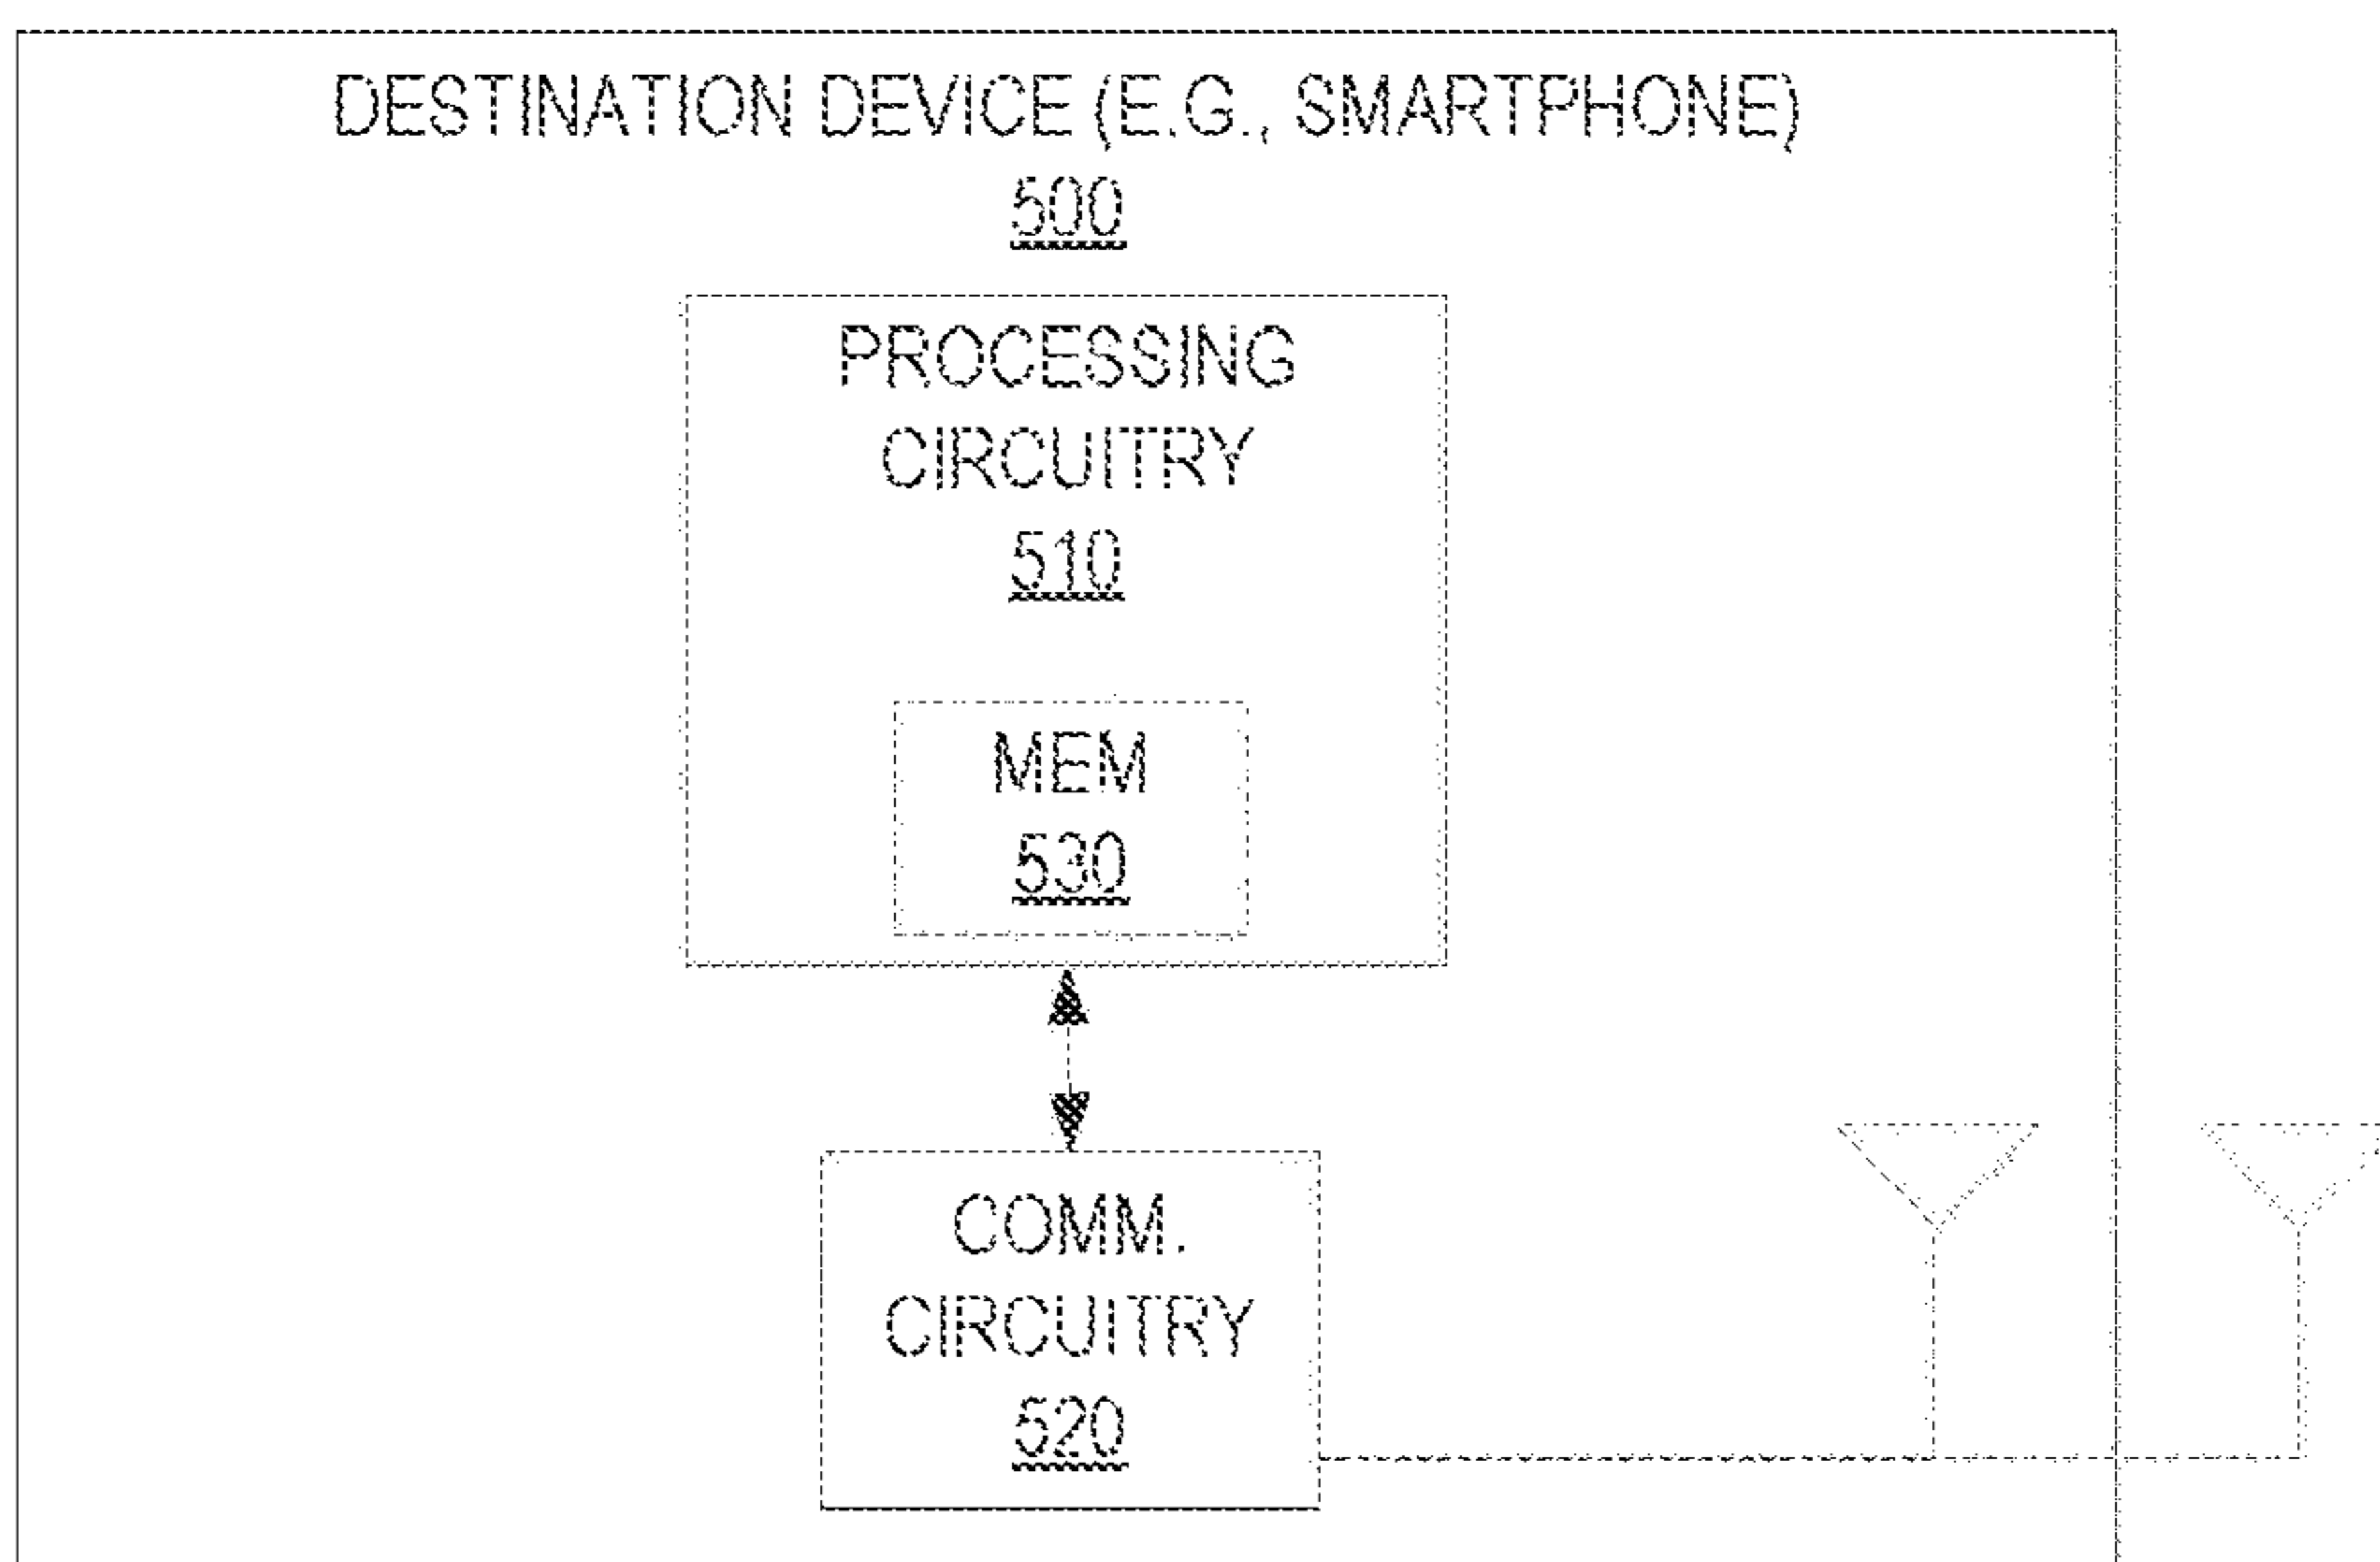 DESTINATION DEVICE (E.G., SMARTPHONE)
500
PROCESSING
CIRCUITRY
510
MEM
530
COMM.
CIRCUITRY
520